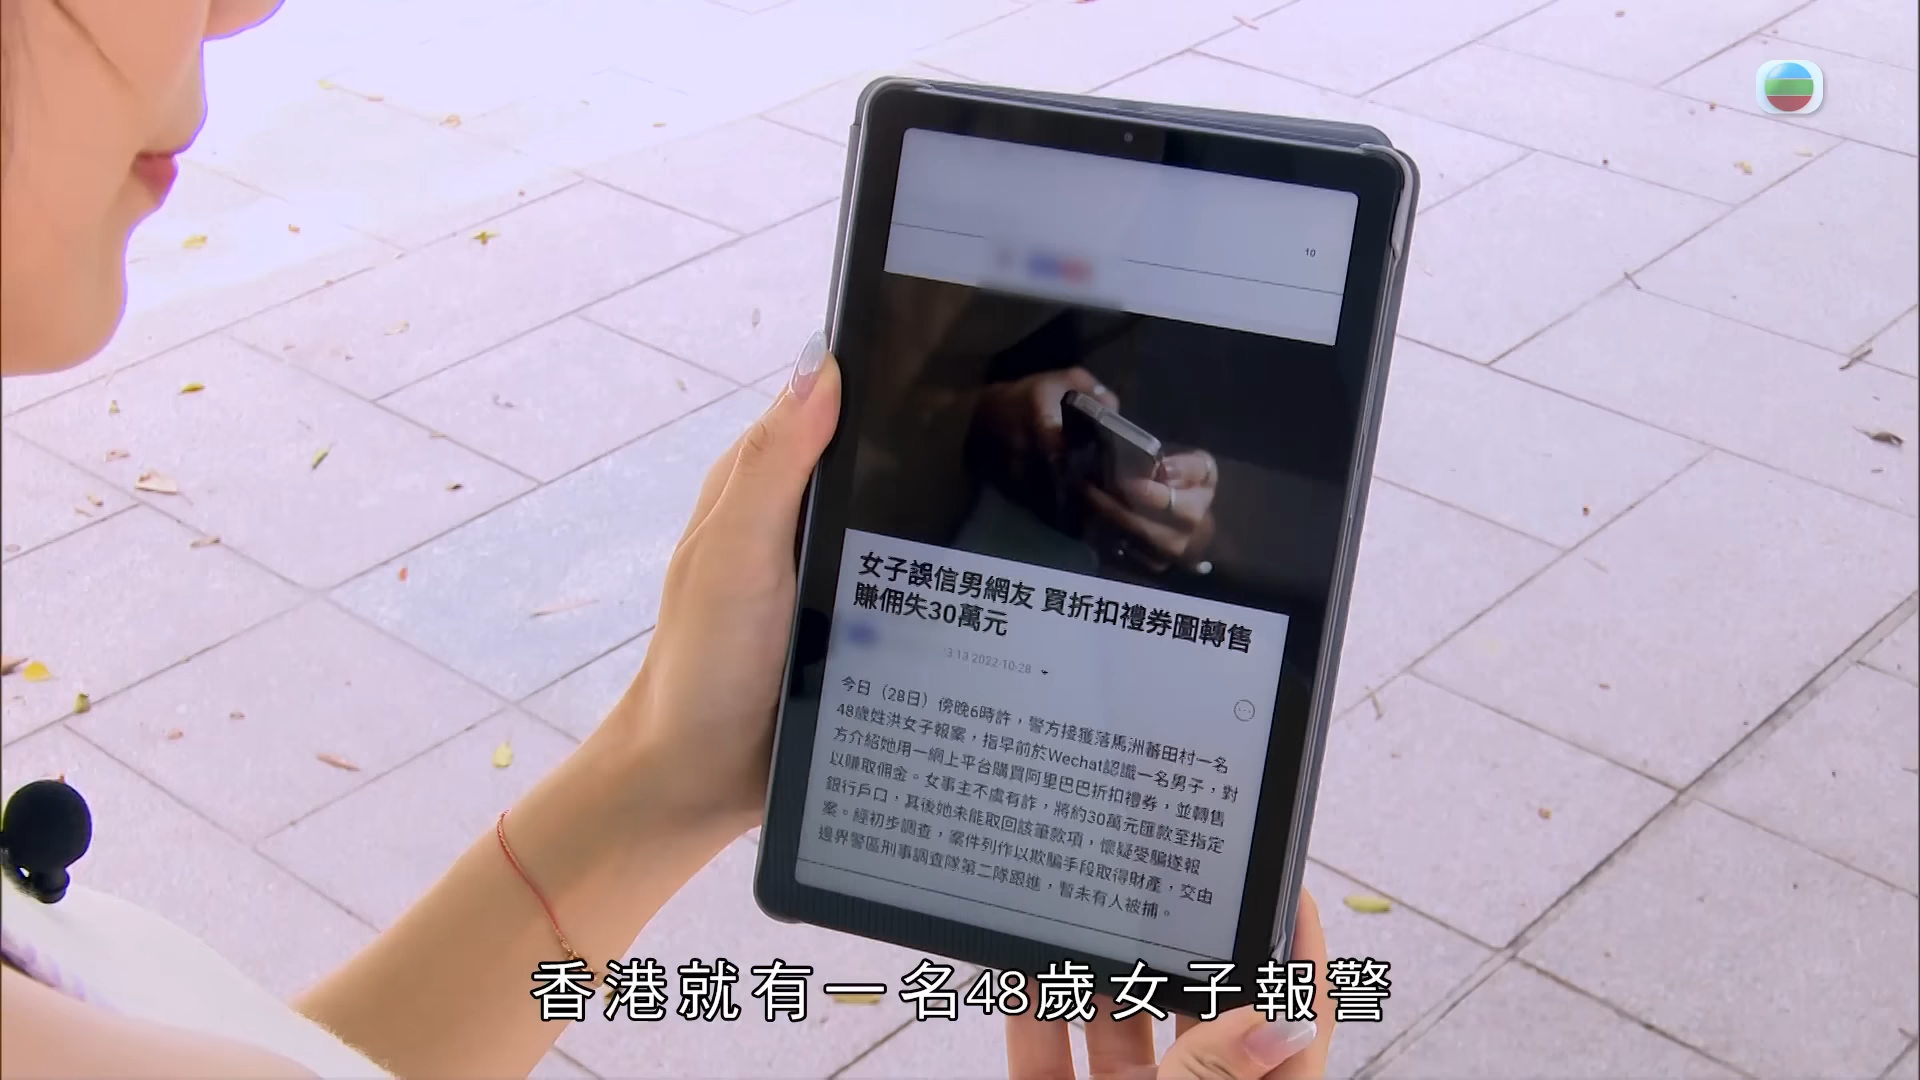 10
女子誤信男網友 買折扣禮券圖轉售
賺佣失30萬元
13 2022-10-28
今日（28日）傍晚6時許，警方接獲落馬洲蕃田村一名
48歲姓洪女子報案，指早前於Wechat認識一名男子，對
方介紹她用一網上平台購買阿里巴巴折扣禮券，並轉售
以賺取佣金。女事主不虞有詐，將約30萬元匯款至指定
銀行戶口，其後她未能取回該筆款項，懷疑受騙遂報
案。經初步調查，案件列作以欺騙手段取得財產，交由
邊界警區刑事調查隊第二隊跟進，暫未有人被捕。
香港就有一名48歲女子報警